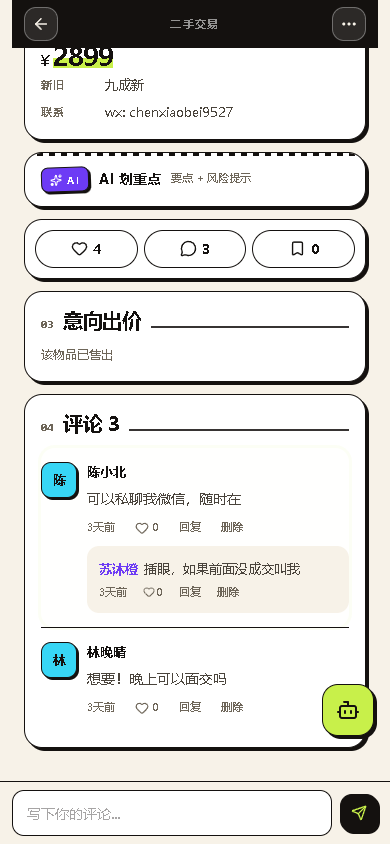 二手交易
¥2899
新旧 九成新
联系 wx: chenxiaobei9527
AI AI 划重点 要点 + 风险提示
4 3 0
03 意向出价
该物品已售出
04 评论 3
陈 陈小北
可以私聊我微信，随时在
3天前 0 回复 删除
苏沐橙 插眼，如果前面没成交叫我
3天前 0 回复 删除
林 林晚晴
想要！晚上可以面交吗
3天前 0 回复 删除
写下你的评论...